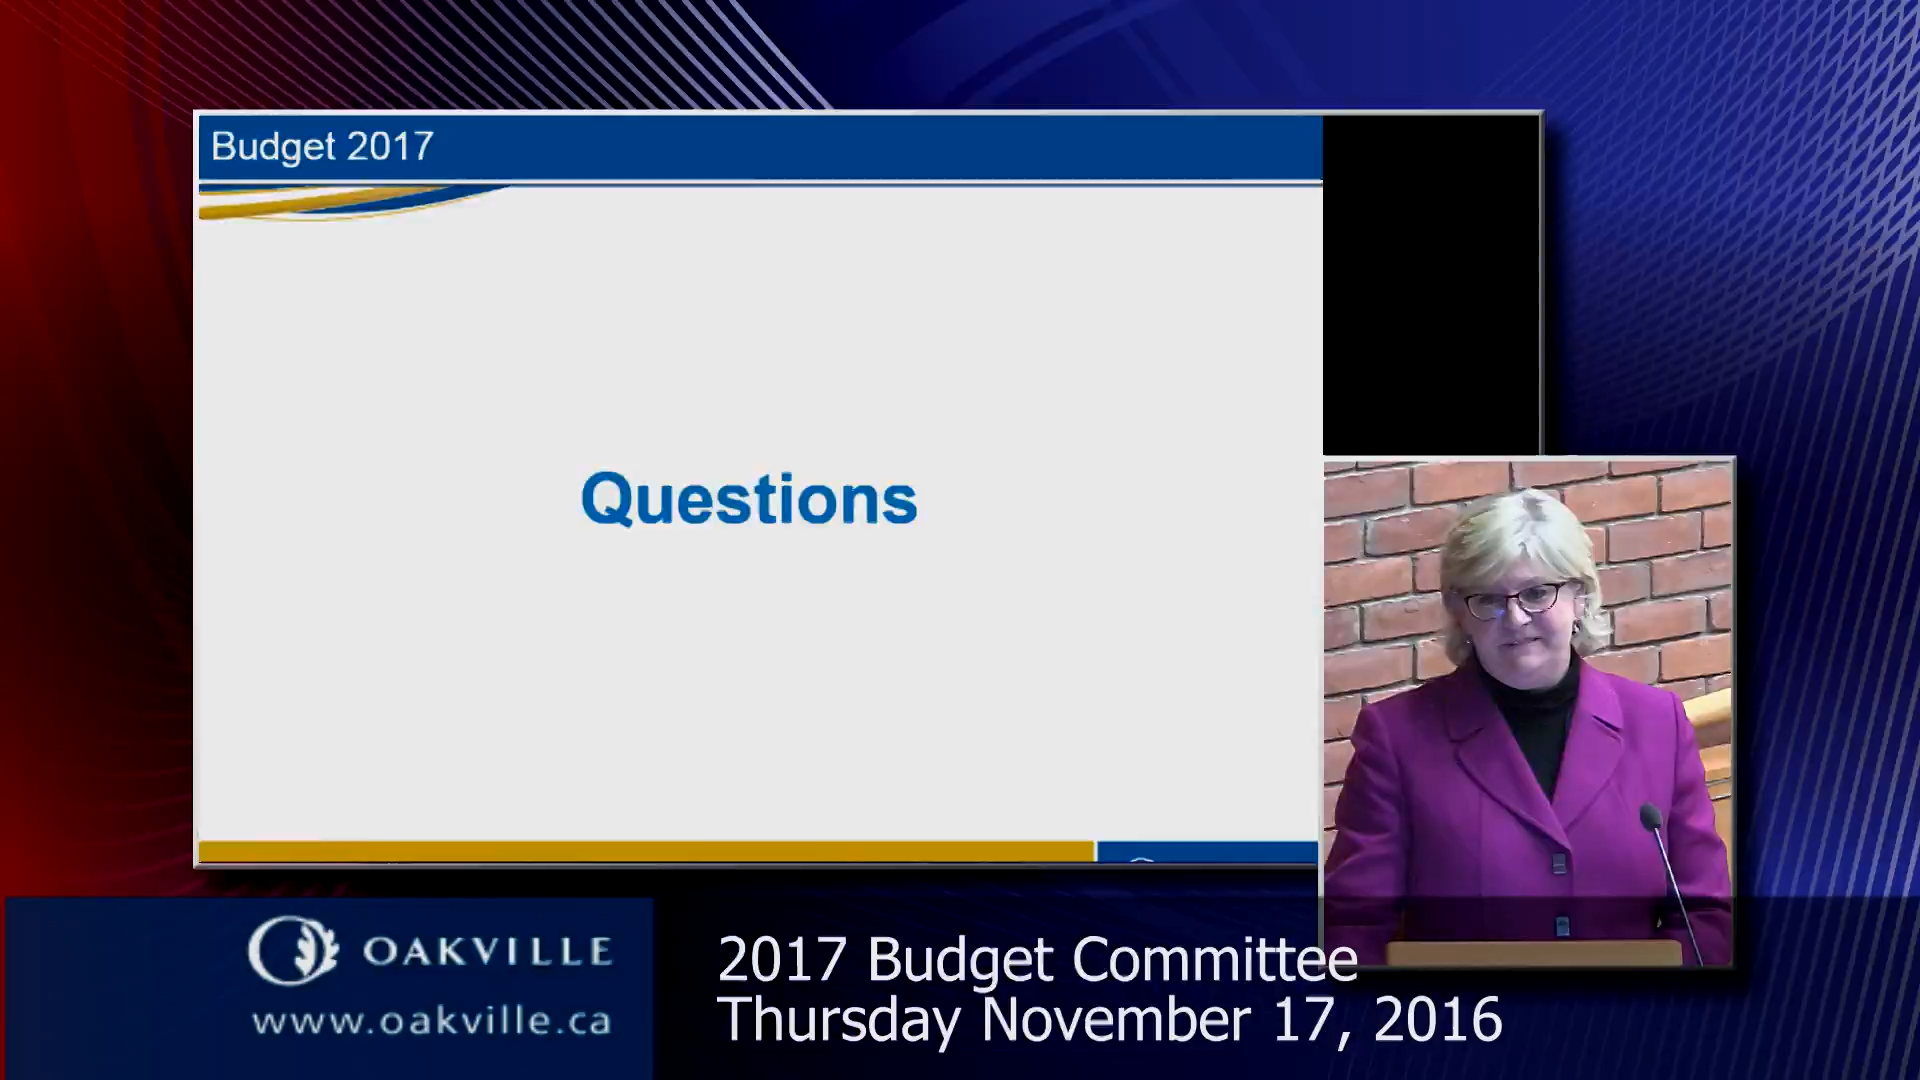 Budget 2017
Questions
OAKVILLE
www.oakville.ca
2017 Budget Committee
Thursday November 17, 2016